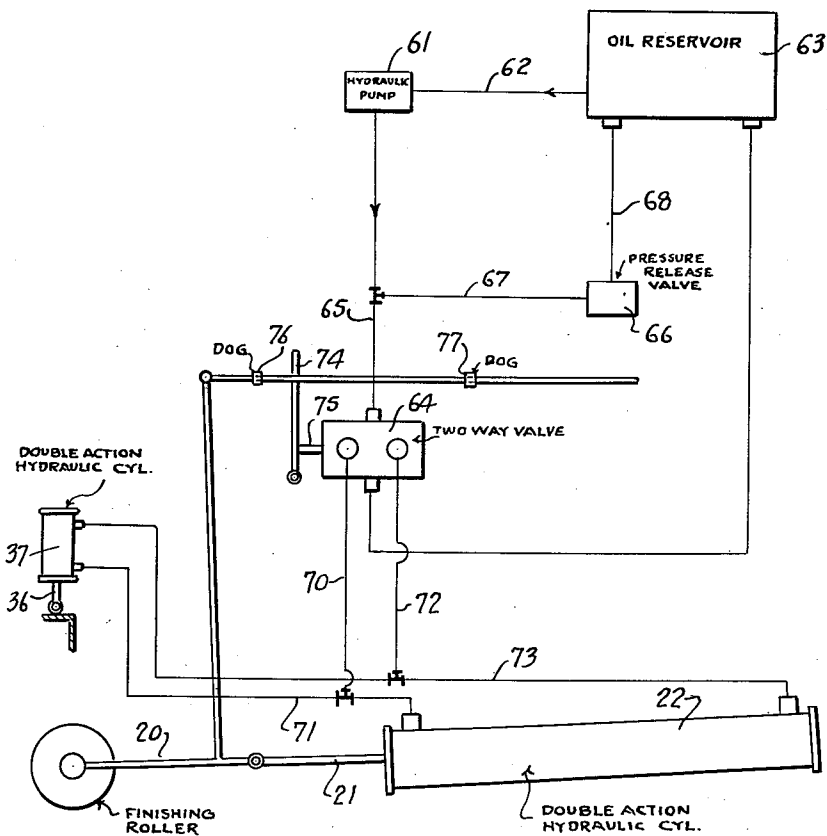 61
OIL RESERVOIR
63
HYDRAULIC
PUMP
62
68
PRESSURE
RELEASE
VALVE
67
65
66
76
DOG
74
77
DOG
75
64
TWO WAY VALVE
DOUBLE ACTION
HYDRAULIC CYL.
37
36
70
72
73
71
22
20
21
FINISHING
ROLLER
DOUBLE ACTION
HYDRAULIC CYL.